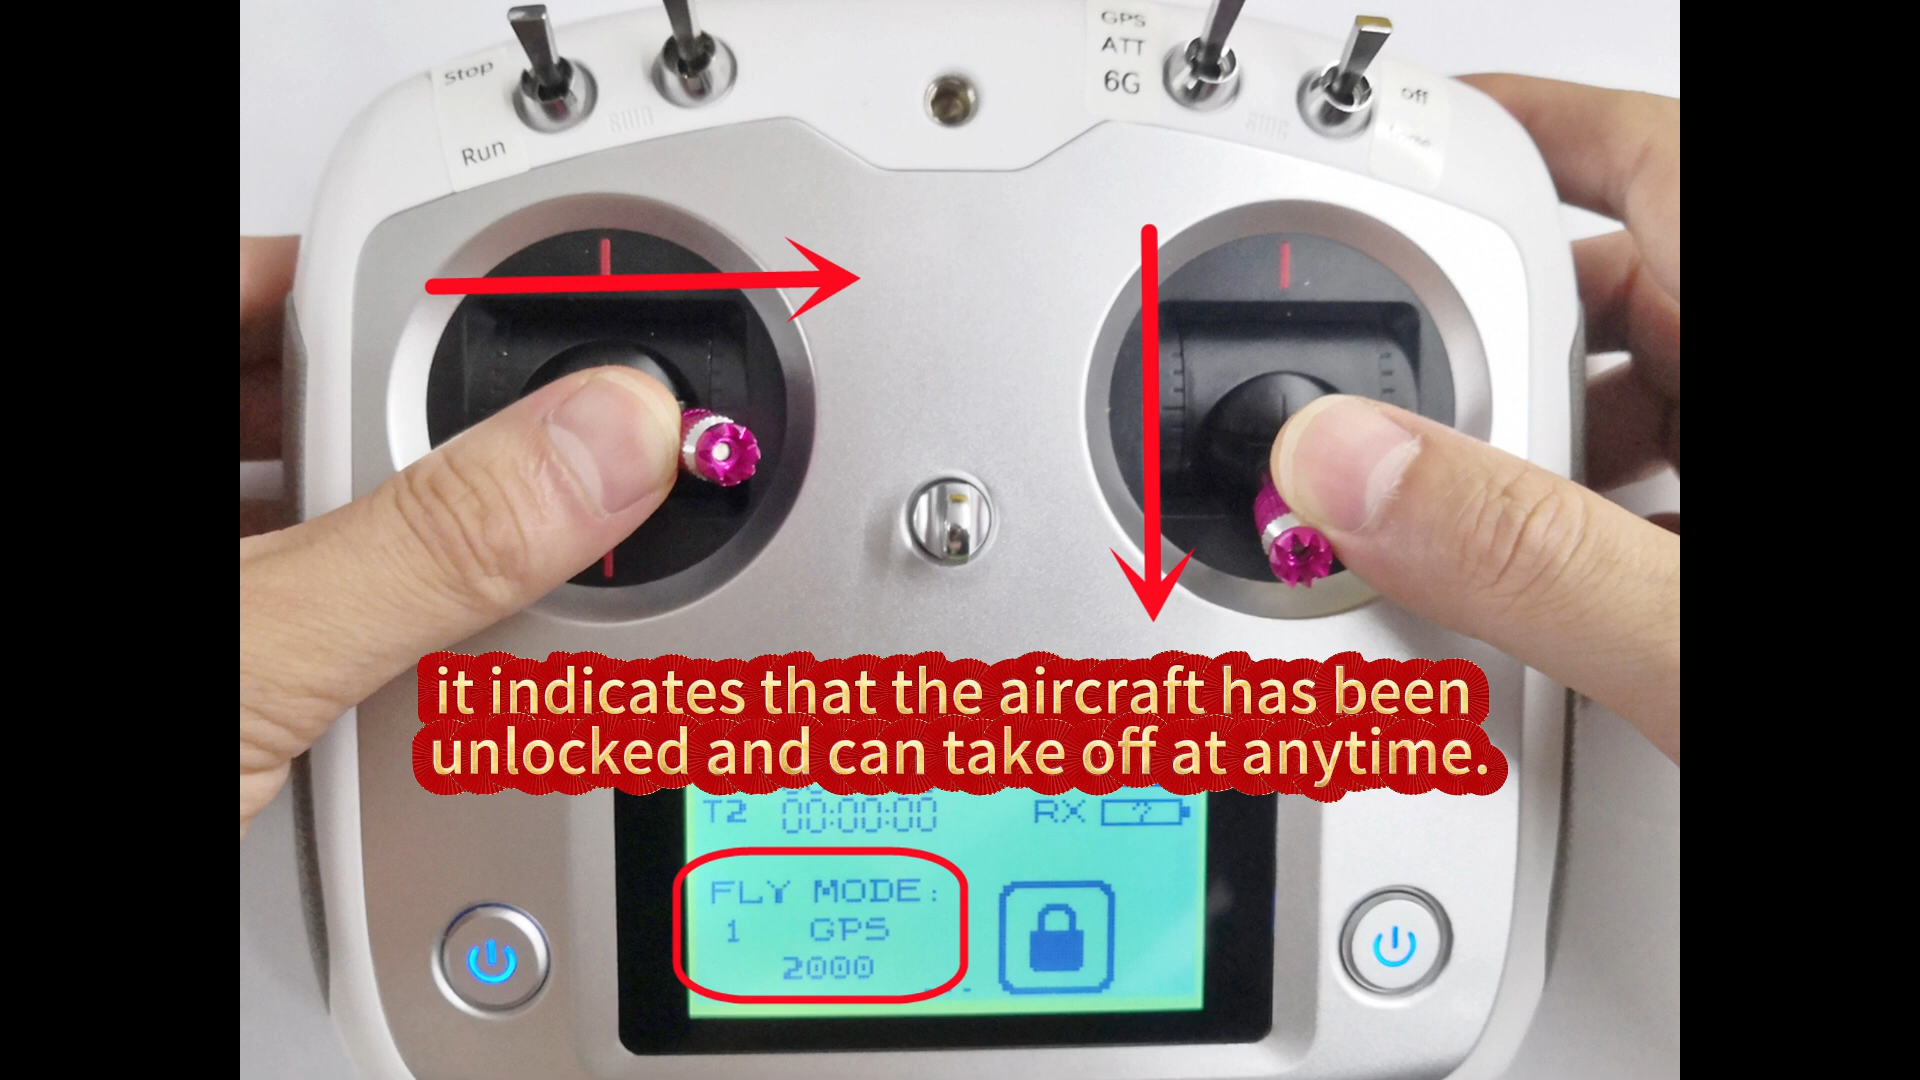 GPS
ATT
6G
Stop
off
Run
it indicates that the aircraft has been
unlocked and can take off at anytime.
T2 00:00:00 RX ?
FLY MODE:
1 GPS
2000